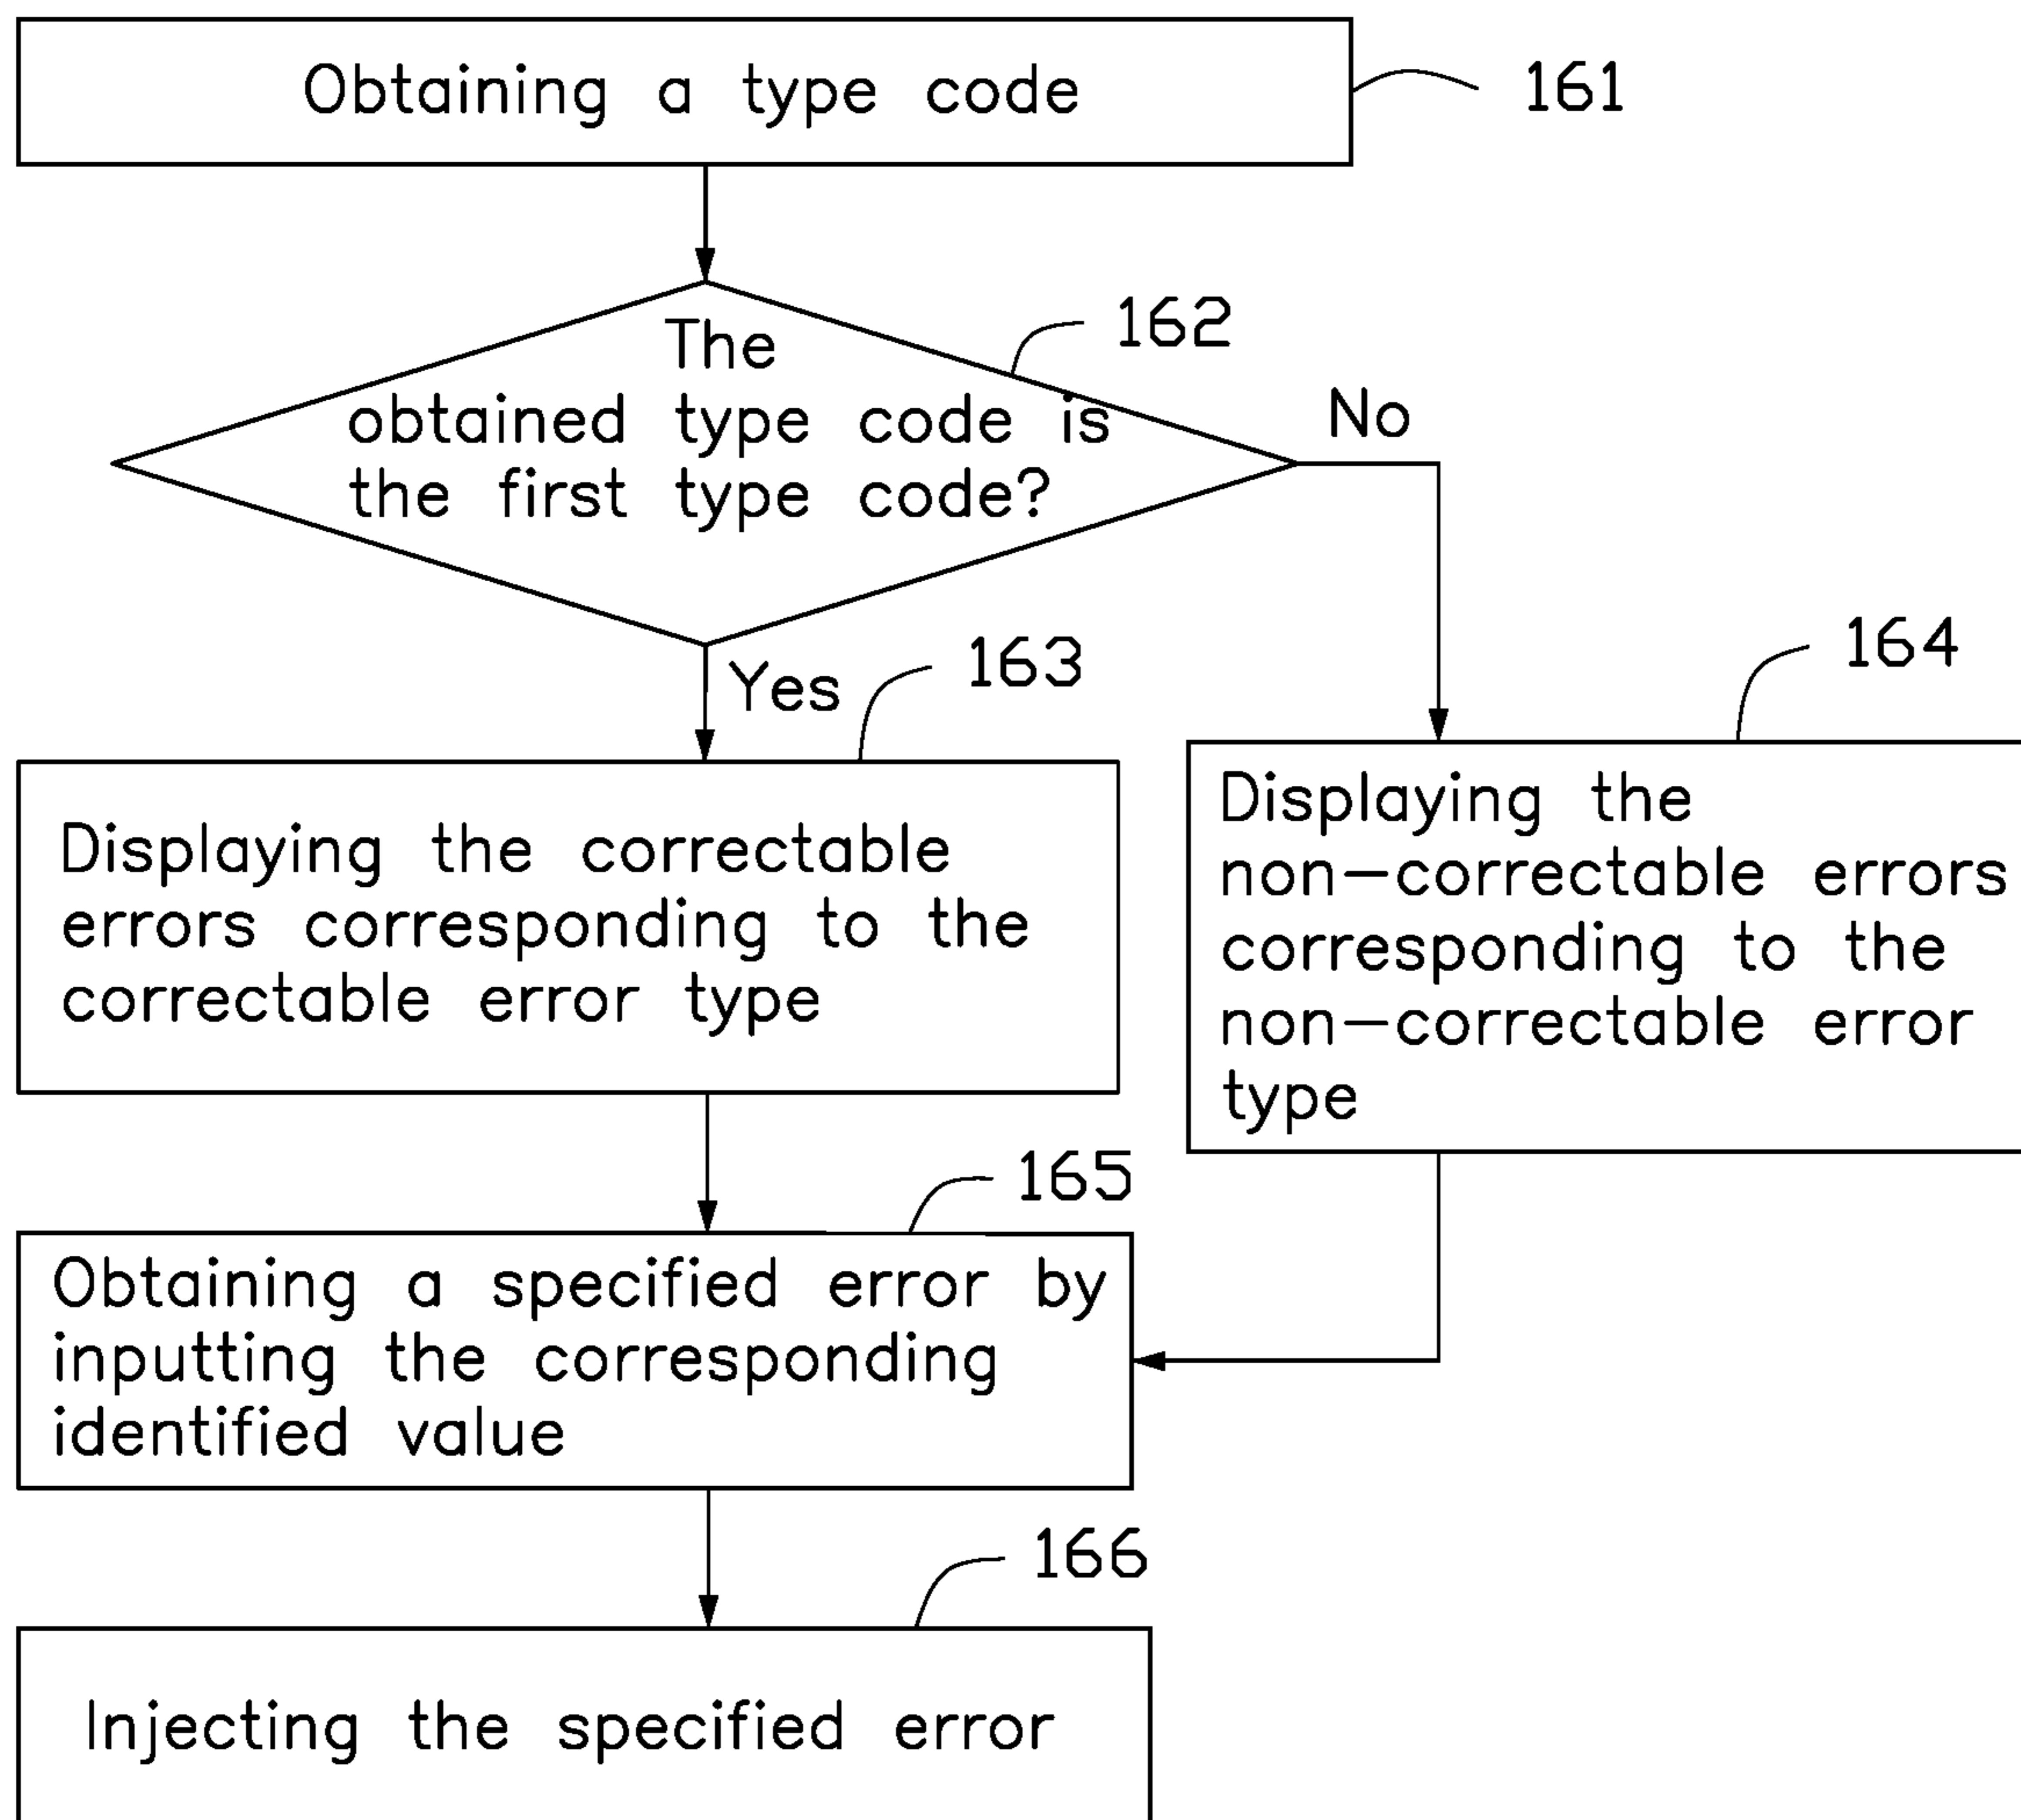 Obtaining a type code
161
162
The
obtained type code is
the first type code?
No
Yes
163
164
Displaying the correctable
errors corresponding to the
correctable error type
Displaying the
non-correctable errors
corresponding to the
non-correctable error
type
165
Obtaining a specified error by
inputting the corresponding
identified value
166
Injecting the specified error